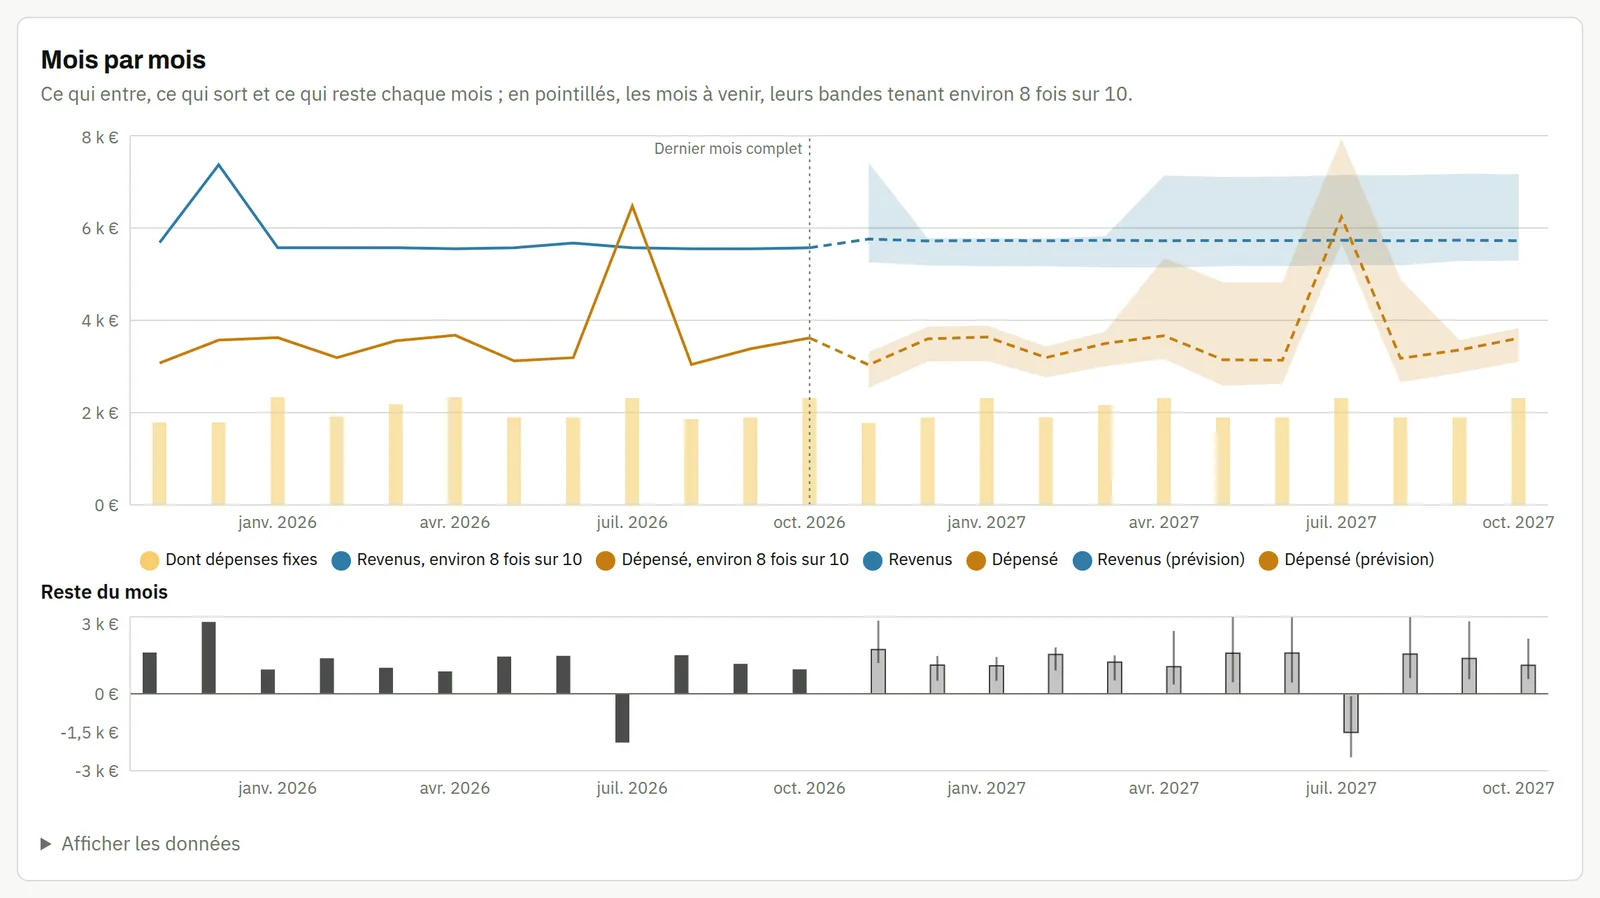 Mois par mois
Ce qui entre, ce qui sort et ce qui reste chaque mois ; en pointillés, les mois à venir, leurs bandes tenant environ 8 fois sur 10.
8 k €
Dernier mois complet
6 k €
4 k €
2 k €
0 €
janv. 2026 avr. 2026 juil. 2026 oct. 2026 janv. 2027 avr. 2027 juil. 2027 oct. 2027
Dont dépenses fixes Revenus, environ 8 fois sur 10 Dépensé, environ 8 fois sur 10 Revenus Dépensé Revenus (prévision) Dépensé (prévision)
Reste du mois
3 k €
0 €
-1,5 k €
-3 k €
janv. 2026 avr. 2026 juil. 2026 oct. 2026 janv. 2027 avr. 2027 juil. 2027 oct. 2027
Afficher les données